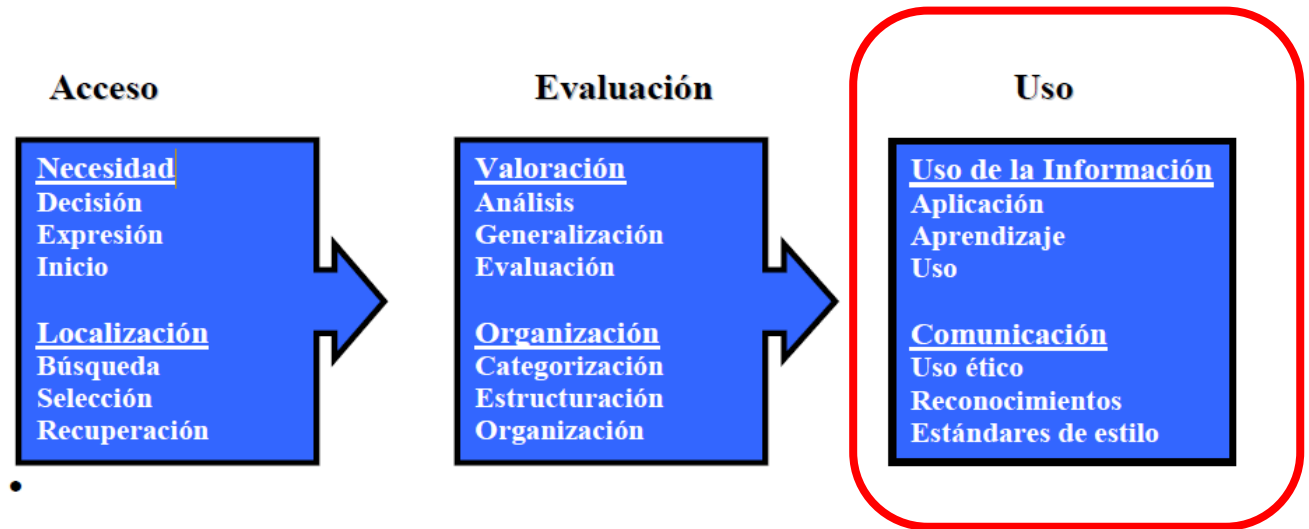 Acceso
Necesidad
Decisión
Expresión
Inicio
Localización
Búsqueda
Selección
Recuperación
Evaluación
Valoración
Análisis
Generalización
Evaluación
Organización
Categorización
Estructuración
Organización
Uso
Uso de la Información
Aplicación
Aprendizaje
Uso
Comunicación
Uso ético
Reconocimientos
Estándares de estilo